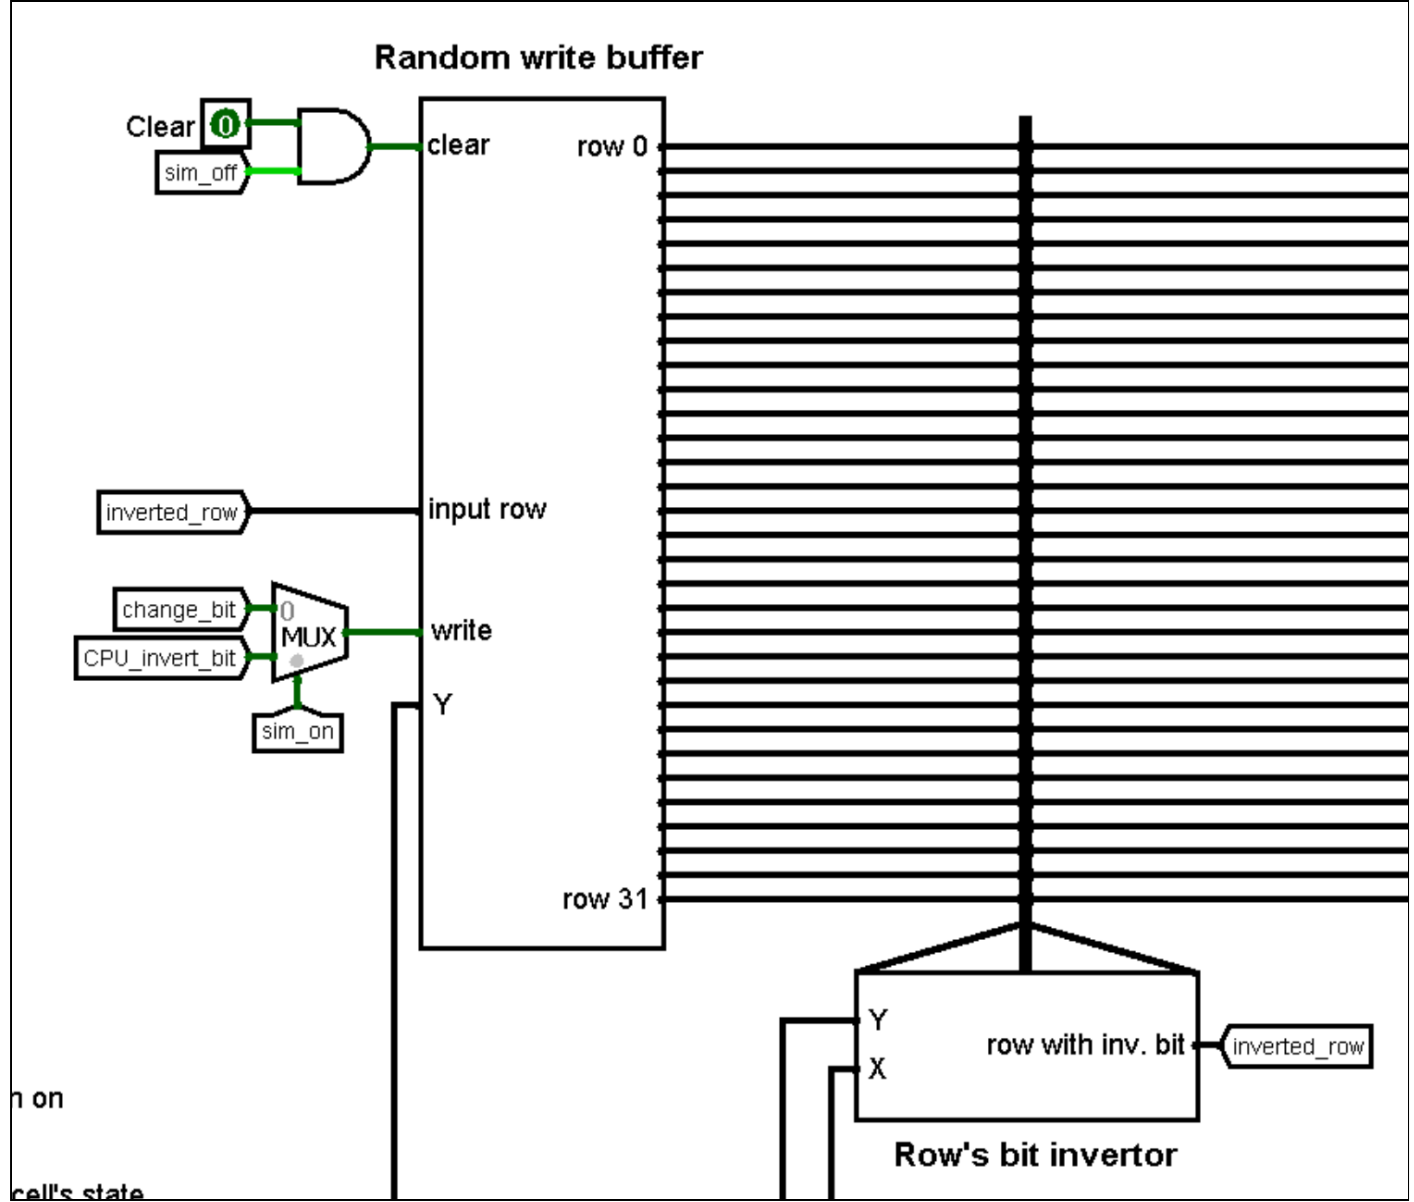 Random write buffer
Clear 0
sim_off
clear
row 0
inverted_row
input row
change_bit
0
MUX
CPU_invert_bit
write
Y
sim_on
row 31
Y
row with inv. bit
inverted_row
X
n on
Row's bit invertor
cell's state